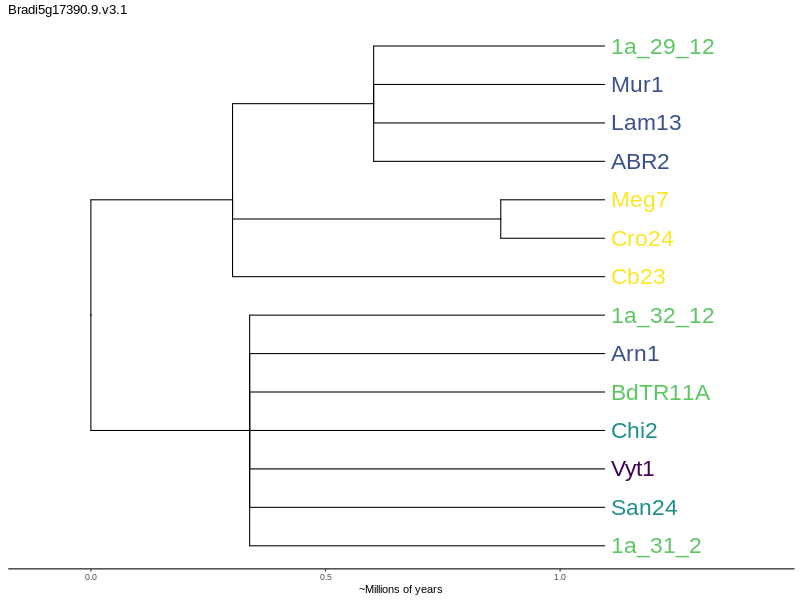 Bradi5g17390.9.v3.1
1a_29_12
Mur1
Lam13
ABR2
Meg7
Cro24
Cb23
1a_32_12
Arn1
BdTR11A
Chi2
Vyt1
San24
1a_31_2
0.0 0.5 1.0
~Millions of years